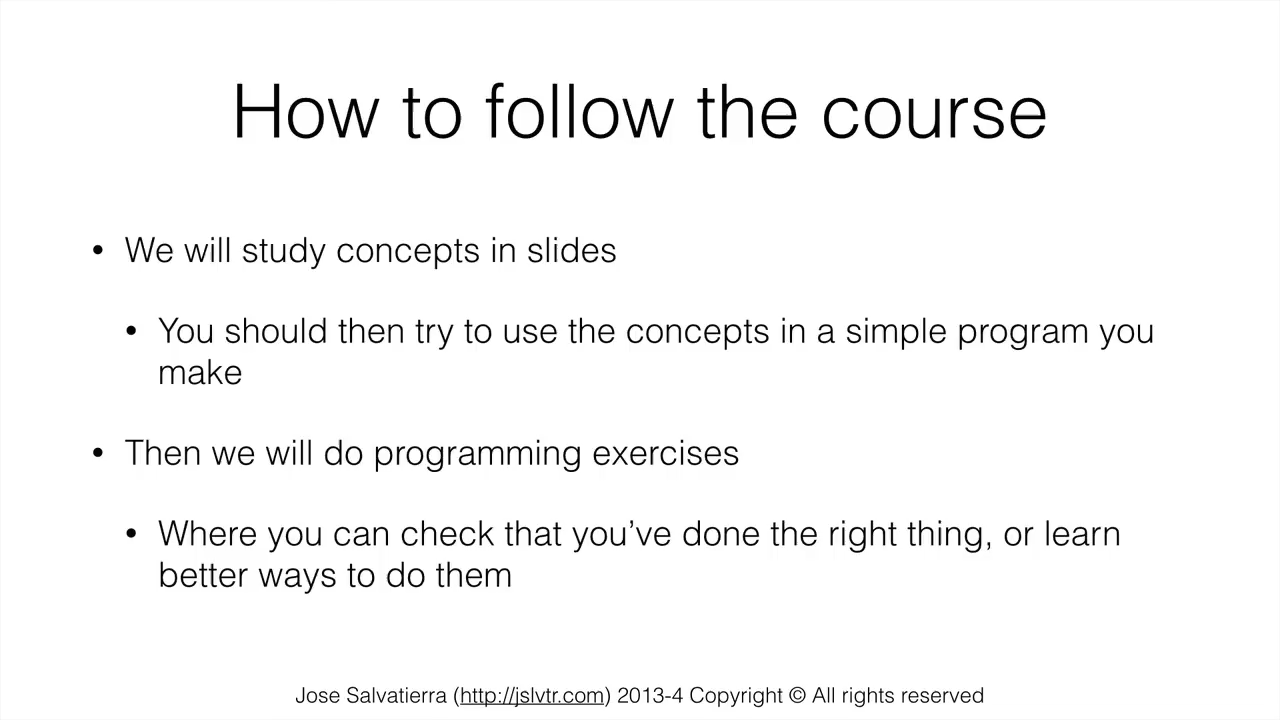 How to follow the course
• We will study concepts in slides
• You should then try to use the concepts in a simple program you
make
• Then we will do programming exercises
• Where you can check that you’ve done the right thing, or learn
better ways to do them
Jose Salvatierra (http://jslvtr.com) 2013-4 Copyright © All rights reserved